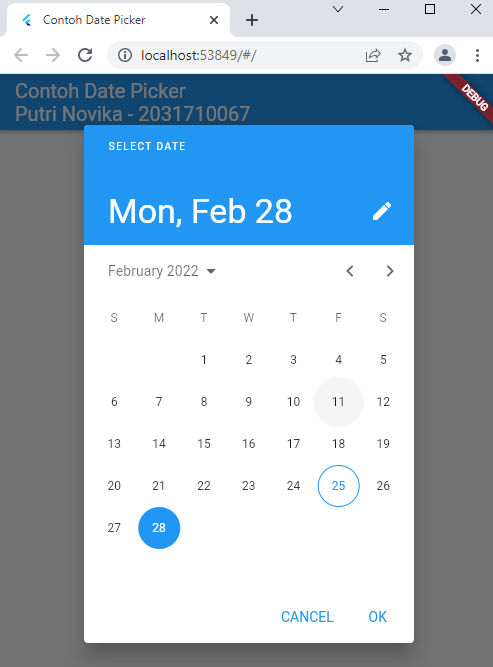 Contoh Date Picker
localhost:53849/#/
Contoh Date Picker
Putri Novika - 2031710067
DEBUG
SELECT DATE
Mon, Feb 28
February 2022
S M T W T F S
1 2 3 4 5
6 7 8 9 10 11 12
13 14 15 16 17 18 19
20 21 22 23 24 25 26
27 28
CANCEL OK